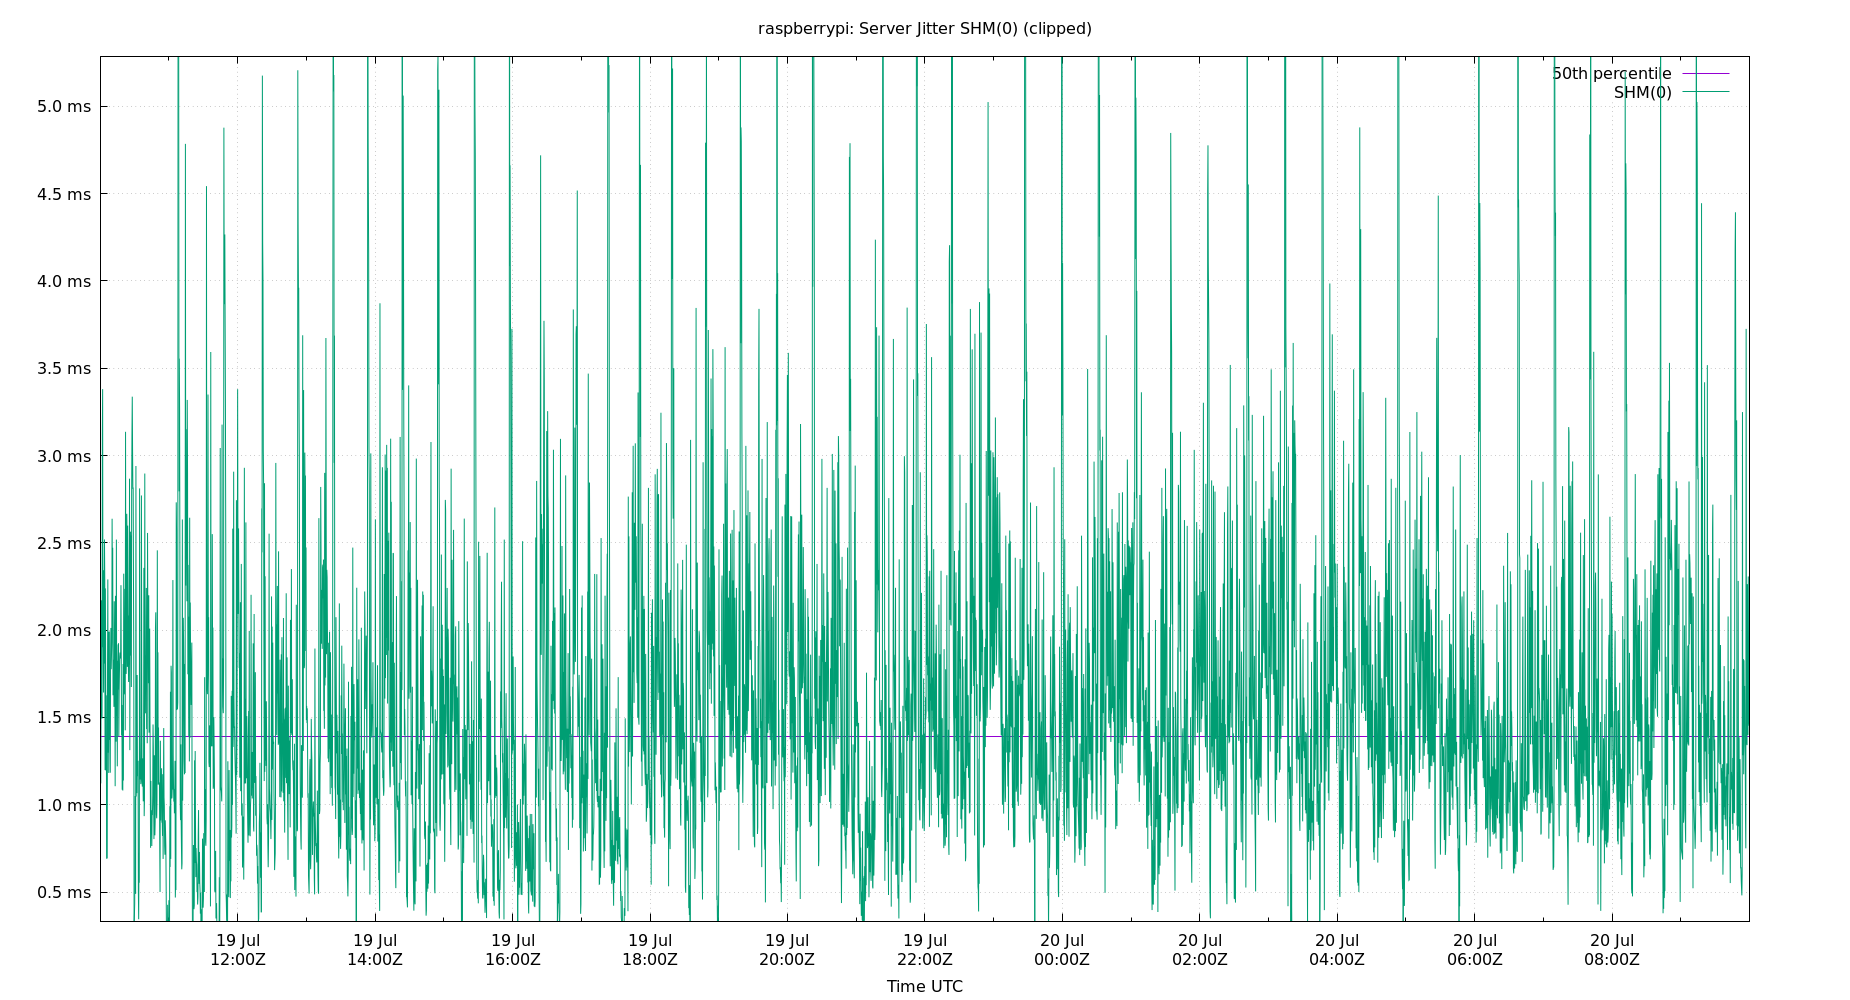 raspberrypi: Server Jitter SHM(0) (clipped)
50th percentile
SHM(0)
5.0 ms
4.5 ms
4.0 ms
3.5 ms
3.0 ms
2.5 ms
2.0 ms
1.5 ms
1.0 ms
0.5 ms
19 Jul 19 Jul 19 Jul 19 Jul 19 Jul 19 Jul 20 Jul 20 Jul 20 Jul 20 Jul 20 Jul
12:00Z 14:00Z 16:00Z 18:00Z 20:00Z 22:00Z 00:00Z 02:00Z 04:00Z 06:00Z 08:00Z
Time UTC